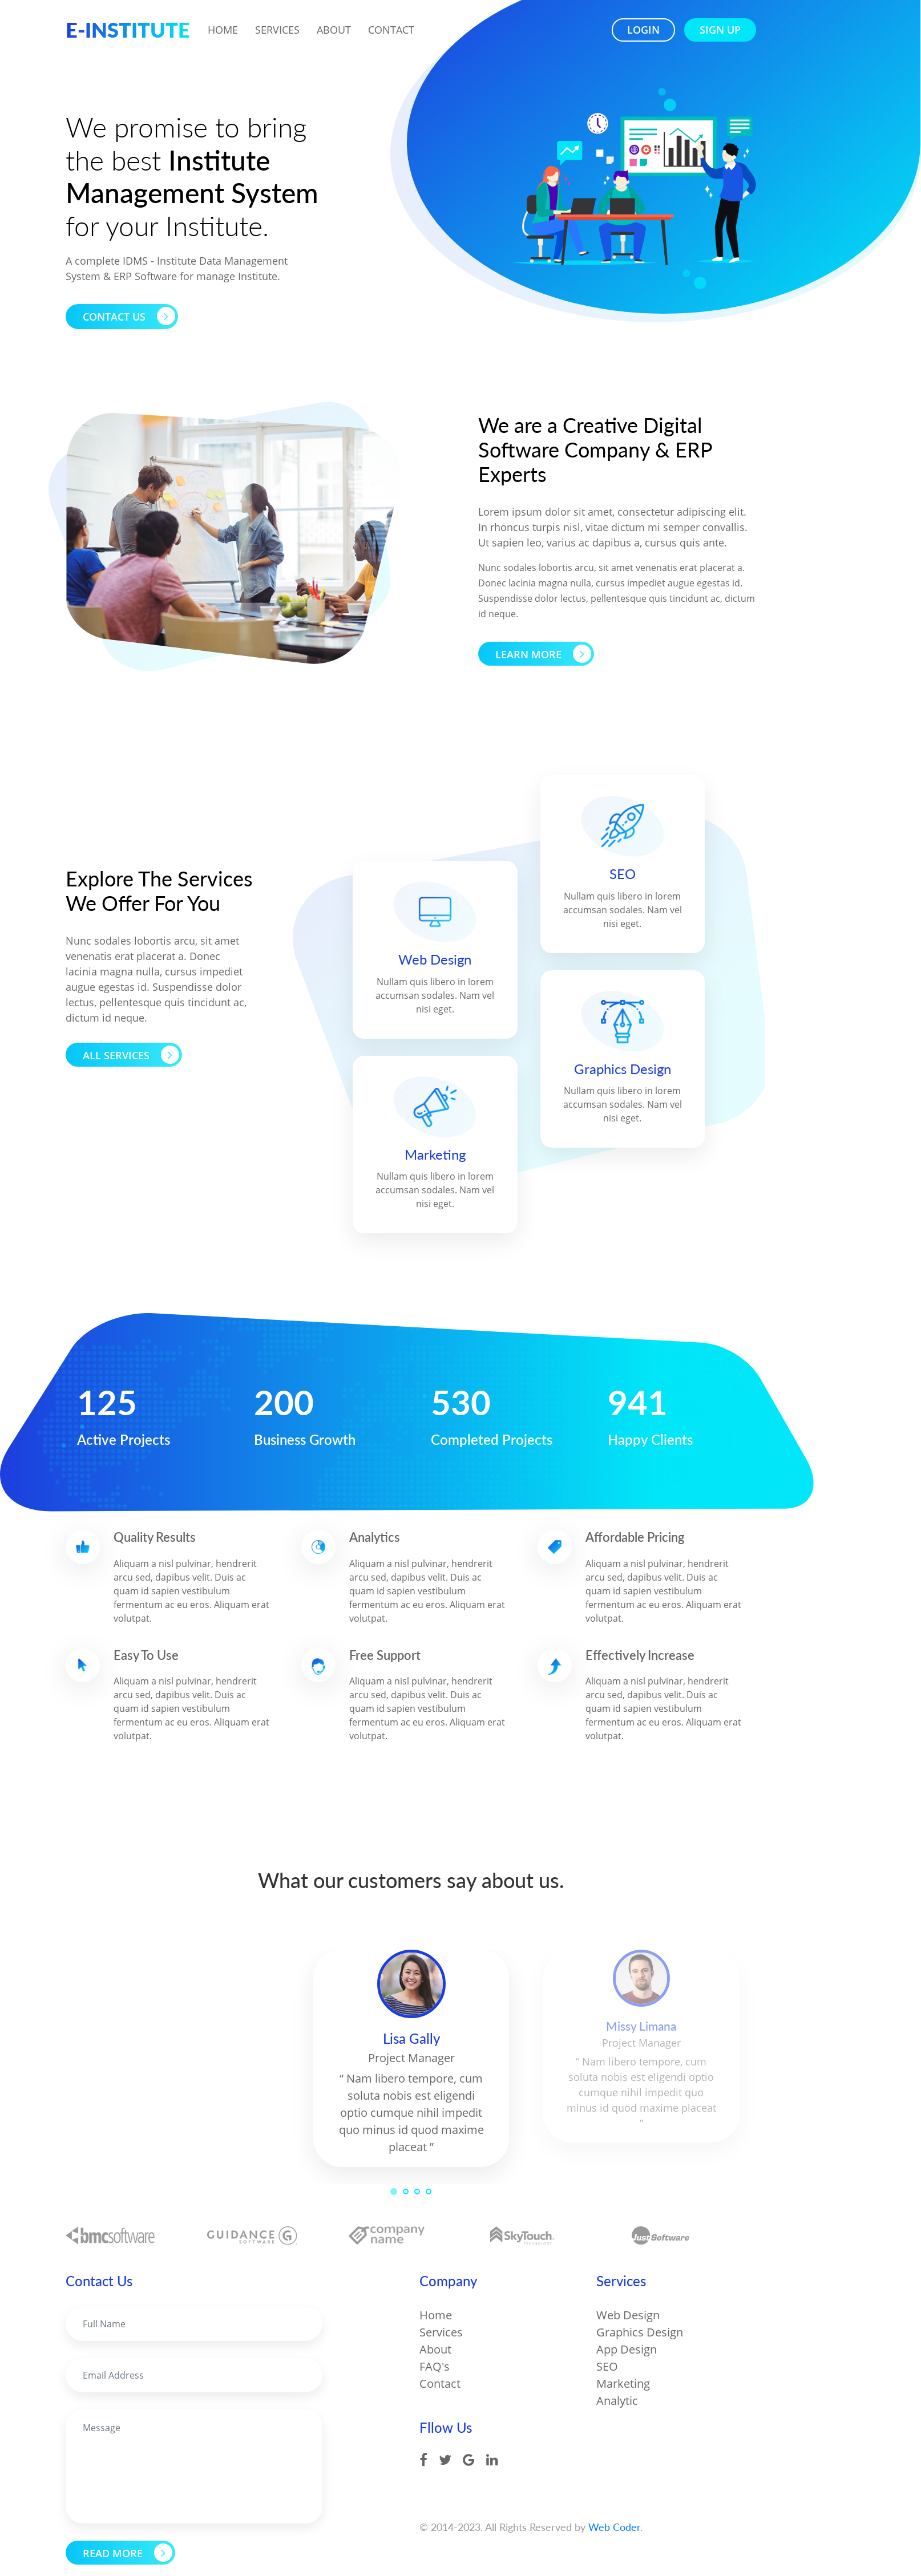 E-INSTITUTE
HOME
SERVICES
ABOUT
CONTACT
LOGIN
SIGN UP
We promise to bring
the best Institute
Management System
for your Institute.
A complete IDMS - Institute Data Management
System & ERP Software for manage Institute.
CONTACT US
We are a Creative Digital
Software Company & ERP
Experts
Lorem ipsum dolor sit amet, consectetur adipiscing elit.
In rhoncus turpis nisl, vitae dictum mi semper convallis.
Ut sapien leo, varius ac dapibus a, cursus quis ante.
Nunc sodales lobortis arcu, sit amet venenatis erat placerat a.
Donec lacinia magna nulla, cursus impediet augue egestas id.
Suspendisse dolor lectus, pellentesque quis tincidunt ac, dictum
id neque.
LEARN MORE
Explore The Services
We Offer For You
Nunc sodales lobortis arcu, sit amet
venenatis erat placerat a. Donec
lacinia magna nulla, cursus impediet
augue egestas id. Suspendisse dolor
lectus, pellentesque quis tincidunt ac,
dictum id neque.
ALL SERVICES
Web Design
Nullam quis libero in lorem
accumsan sodales. Nam vel
nisi eget.
Marketing
Nullam quis libero in lorem
accumsan sodales. Nam vel
nisi eget.
SEO
Nullam quis libero in lorem
accumsan sodales. Nam vel
nisi eget.
Graphics Design
Nullam quis libero in lorem
accumsan sodales. Nam vel
nisi eget.
125
Active Projects
200
Business Growth
530
Completed Projects
941
Happy Clients
Quality Results
Aliquam a nisl pulvinar, hendrerit
arcu sed, dapibus velit. Duis ac
quam id sapien vestibulum
fermentum ac eu eros. Aliquam erat
volutpat.
Analytics
Aliquam a nisl pulvinar, hendrerit
arcu sed, dapibus velit. Duis ac
quam id sapien vestibulum
fermentum ac eu eros. Aliquam erat
volutpat.
Affordable Pricing
Aliquam a nisl pulvinar, hendrerit
arcu sed, dapibus velit. Duis ac
quam id sapien vestibulum
fermentum ac eu eros. Aliquam erat
volutpat.
Easy To Use
Aliquam a nisl pulvinar, hendrerit
arcu sed, dapibus velit. Duis ac
quam id sapien vestibulum
fermentum ac eu eros. Aliquam erat
volutpat.
Free Support
Aliquam a nisl pulvinar, hendrerit
arcu sed, dapibus velit. Duis ac
quam id sapien vestibulum
fermentum ac eu eros. Aliquam erat
volutpat.
Effectively Increase
Aliquam a nisl pulvinar, hendrerit
arcu sed, dapibus velit. Duis ac
quam id sapien vestibulum
fermentum ac eu eros. Aliquam erat
volutpat.
What our customers say about us.
Lisa Gally
Project Manager
“ Nam libero tempore, cum
soluta nobis est eligendi
optio cumque nihil impedit
quo minus id quod maxime
placeat ”
Missy Limana
Project Manager
“ Nam libero tempore, cum
soluta nobis est eligendi optio
cumque nihil impedit quo
minus id quod maxime placeat
”
bmcsoftware
GUIDANCE G
SOFTWARE
company
name
SkyTouch
TECHNOLOGY
Just Software
Contact Us
Full Name
Email Address
Message
READ MORE
Company
Home
Services
About
FAQ's
Contact
Fllow Us
Services
Web Design
Graphics Design
App Design
SEO
Marketing
Analytic
© 2014-2023. All Rights Reserved by Web Coder.